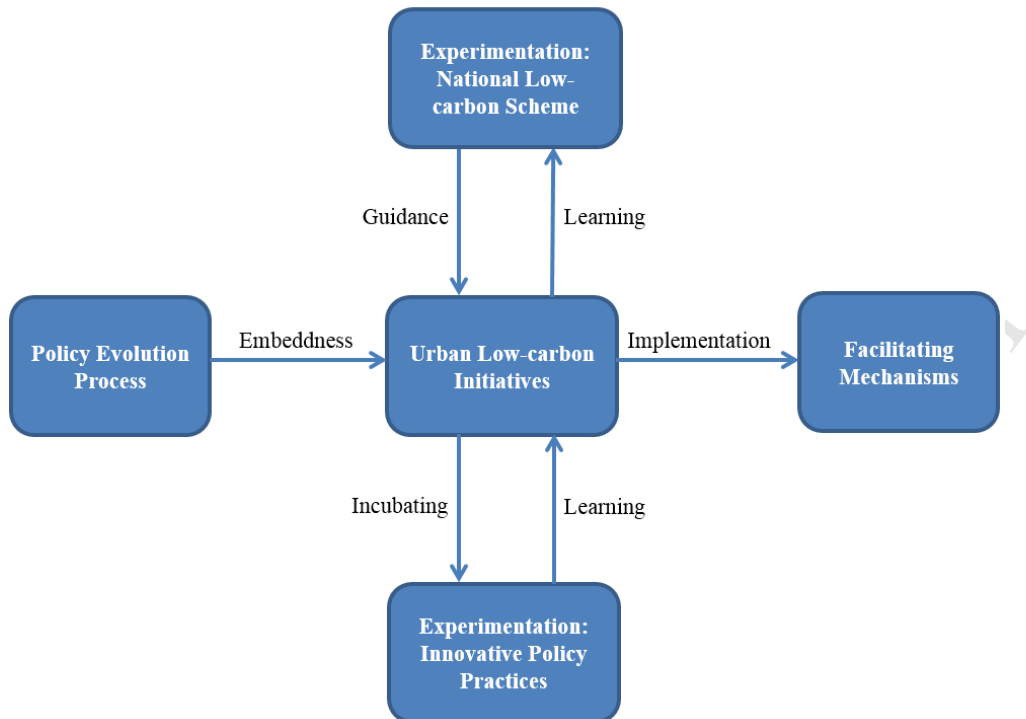 Experimentation:
National Low-
carbon Scheme
Guidance
Learning
Policy Evolution
Process
Embeddness
Urban Low-carbon
Initiatives
Implementation
Facilitating
Mechanisms
Incubating
Learning
Experimentation:
Innovative Policy
Practices